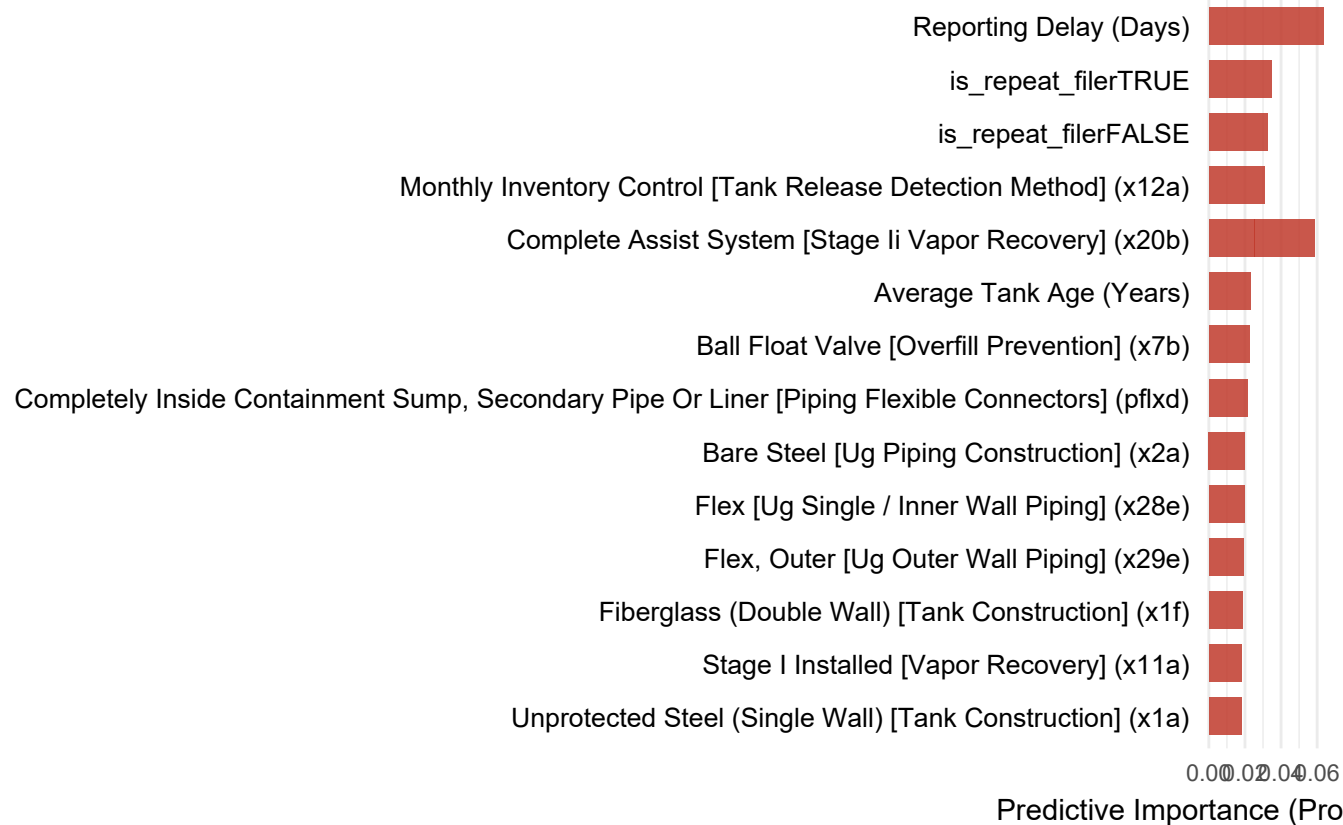 Reporting Delay (Days)
is_repeat_filerTRUE
is_repeat_filerFALSE
Monthly Inventory Control [Tank Release Detection Method] (x12a)
Complete Assist System [Stage Ii Vapor Recovery] (x20b)
Average Tank Age (Years)
Ball Float Valve [Overfill Prevention] (x7b)
Completely Inside Containment Sump, Secondary Pipe Or Liner [Piping Flexible Connectors] (pflxd)
Bare Steel [Ug Piping Construction] (x2a)
Flex [Ug Single / Inner Wall Piping] (x28e)
Flex, Outer [Ug Outer Wall Piping] (x29e)
Fiberglass (Double Wall) [Tank Construction] (x1f)
Stage I Installed [Vapor Recovery] (x11a)
Unprotected Steel (Single Wall) [Tank Construction] (x1a)
0.00 0.02 0.04 0.06
Predictive Importance (Pro